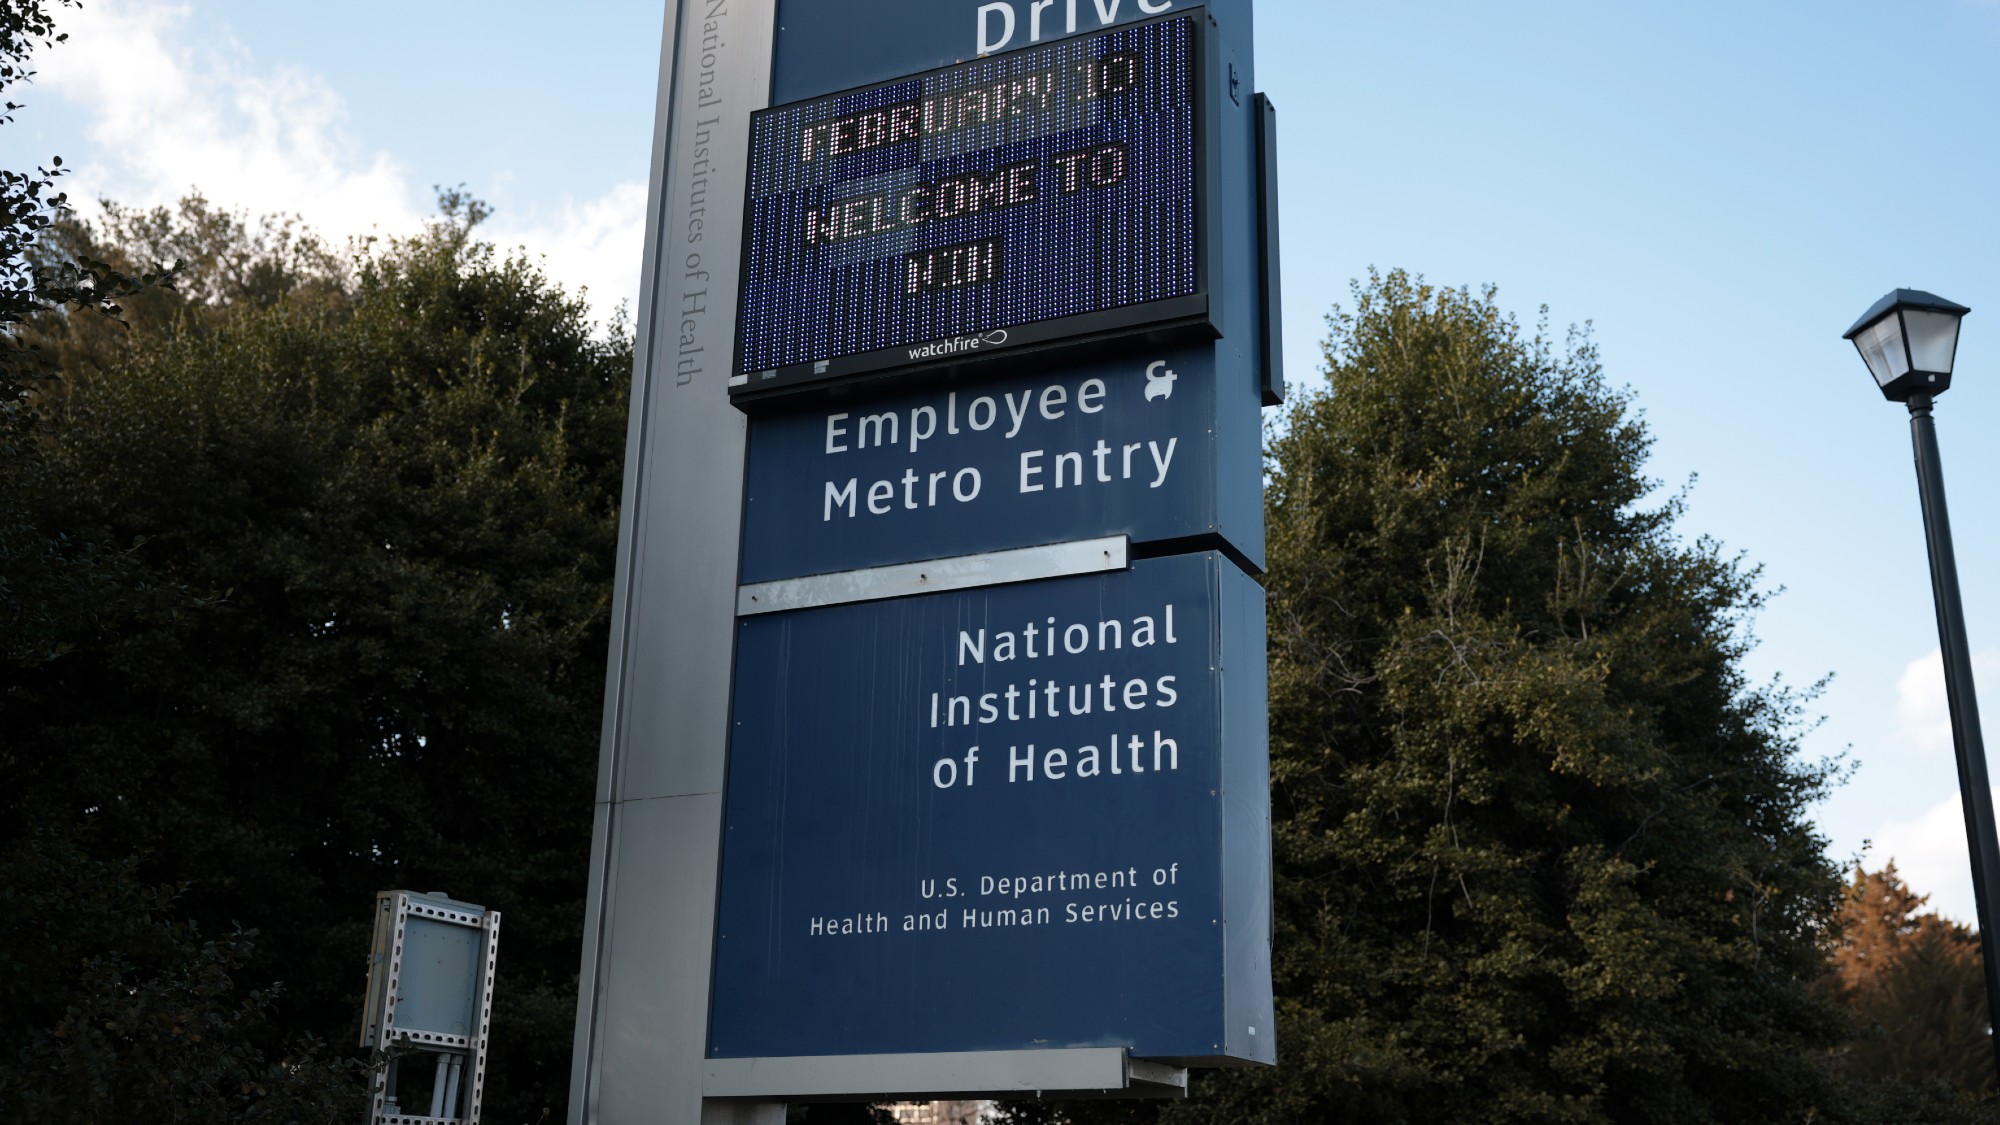 National Institutes of Health
Drive
FEBRUARY 10
WELCOME TO
NIH
watchfire
Employee &
Metro Entry
National
Institutes
of Health
U.S. Department of
Health and Human Services